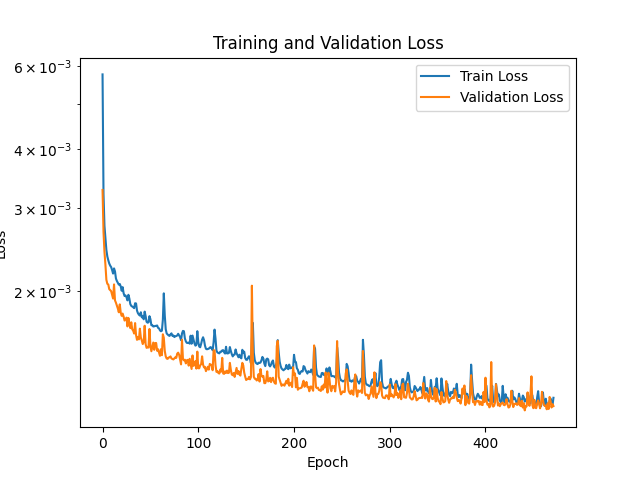 Training and Validation Loss
Train Loss
Validation Loss
6 × 10⁻³
4 × 10⁻³
3 × 10⁻³
2 × 10⁻³
Loss
0 100 200 300 400
Epoch